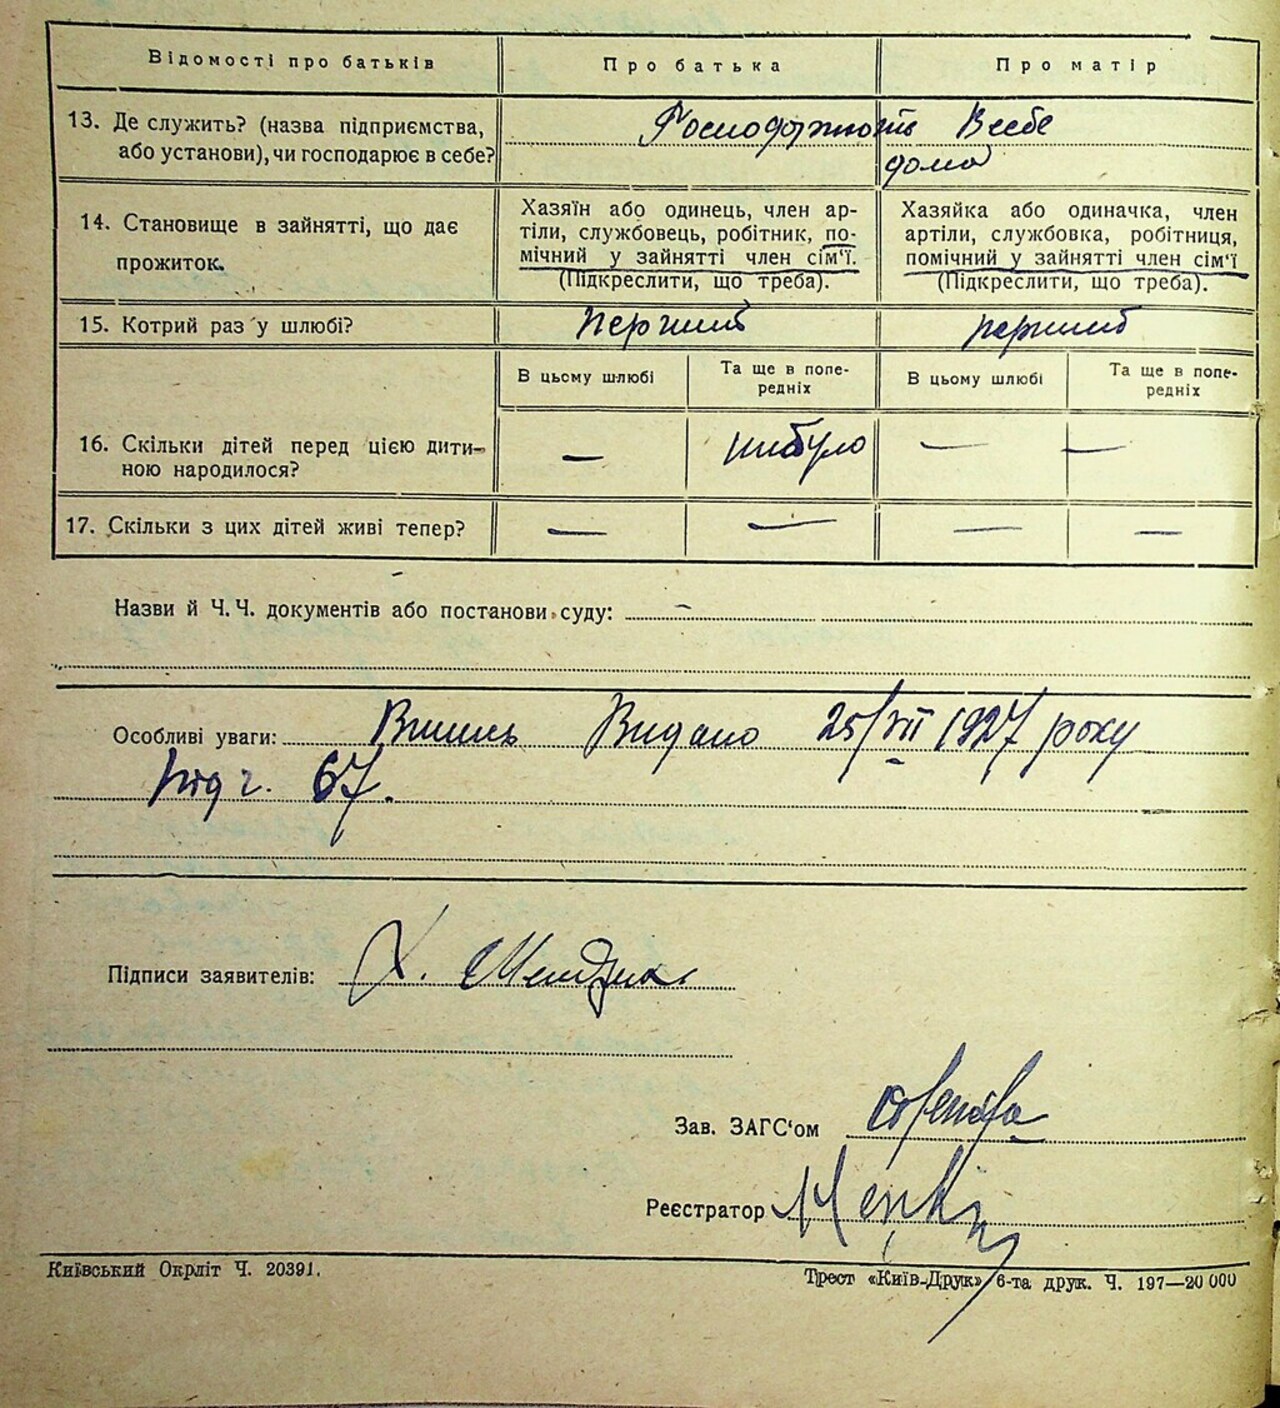 Відомості про батьків Про батька Про матір
13. Де служить? (назва підприємства, або установи), чи господарює в себе?
Господорюють Всебе
дома
14. Становище в зайнятті, що дає прожиток.
Хазяїн або одинець, член ар-
тіли, службовець, робітник, по-
мічний у зайнятті член сім'ї.
(Підкреслити, що треба).
Хазяйка або одиначка, член
артіли, службовка, робітниця,
помічний у зайнятті член сім'ї
(Підкреслити, що треба).
15. Котрий раз у шлюбі? Перший перший
В цьому шлюбі Та ще в попе-
редніх В цьому шлюбі Та ще в попе-
редніх
16. Скільки дітей перед цією дити-
ною народилося? — нибуло — —
17. Скільки з цих дітей живі тепер? — — — —
Назви й Ч. Ч. документів або постанови суду: —
Особливі уваги: Випись Видано 25/VII 1927 року
під ч. 67.
Підписи заявителів: Х.
Зав. ЗАГС'ом
Реєстратор
Київський Окрліт Ч. 20391. Трест «Київ-Друк» 6-та друк. Ч. 197—20 000